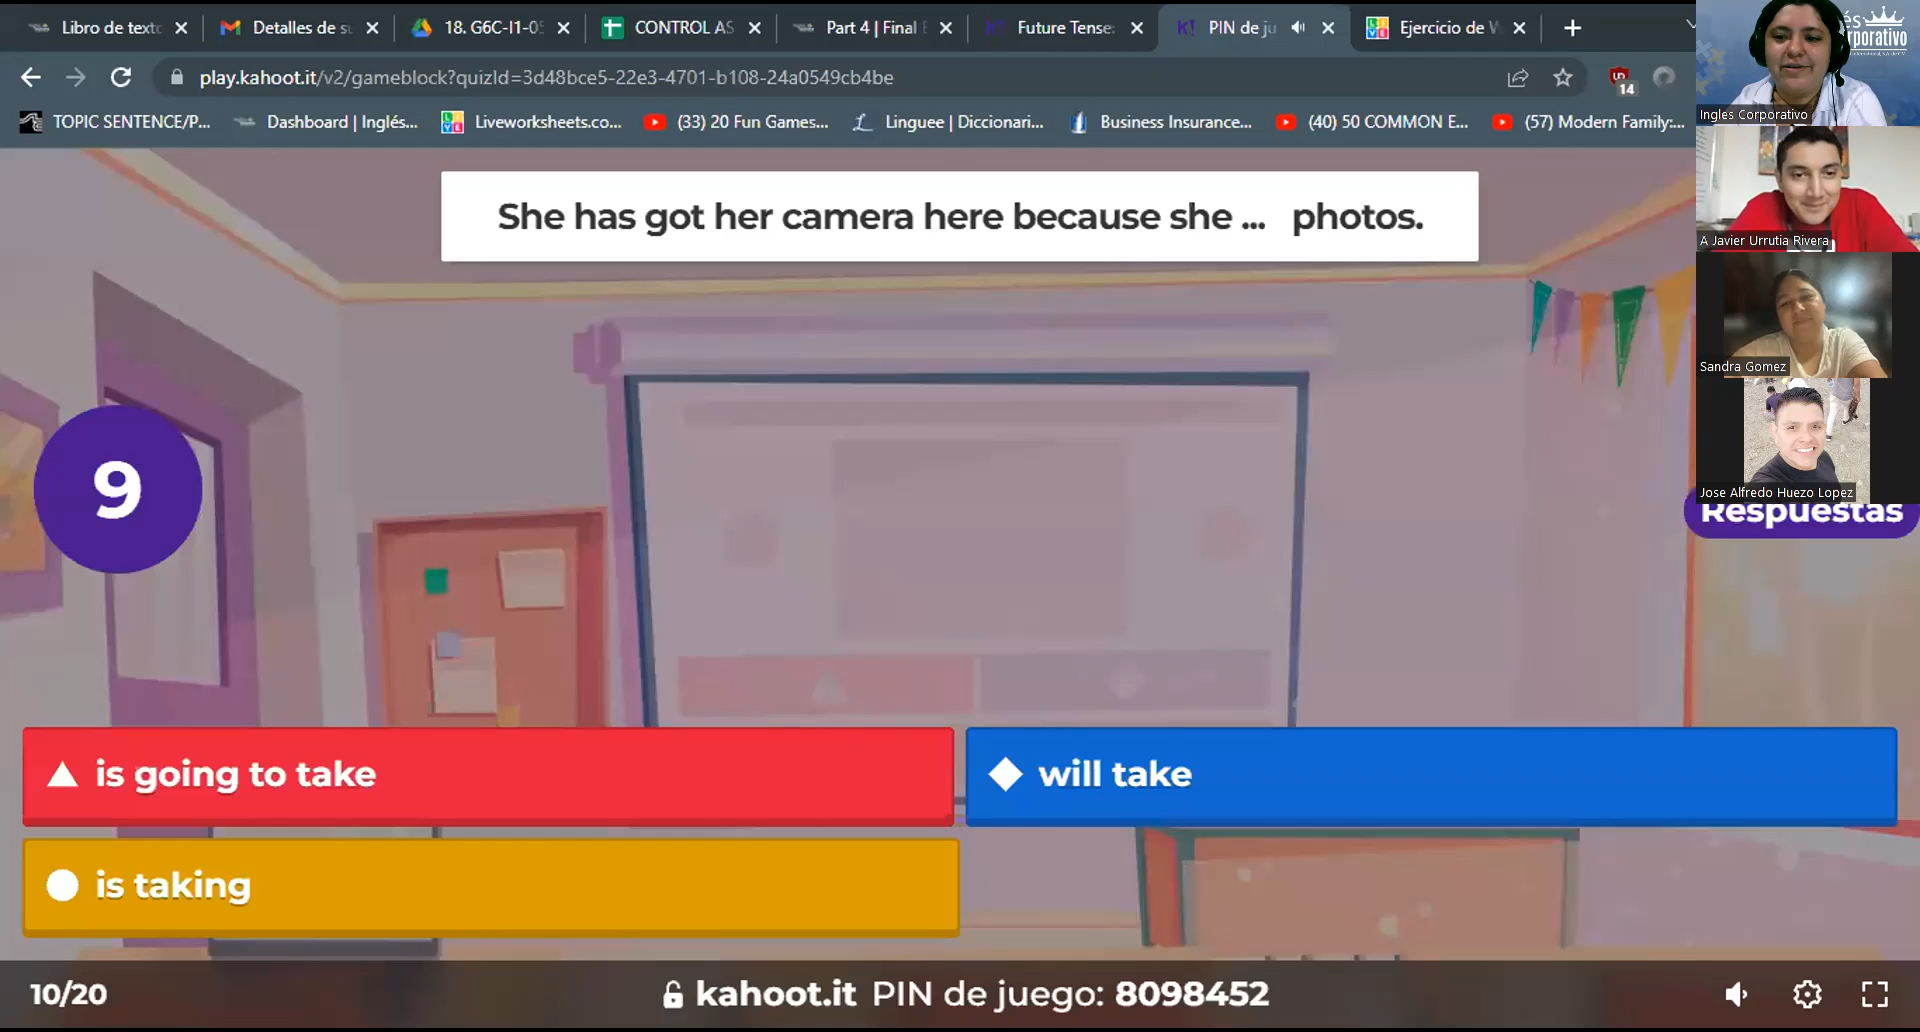 Libro de texto
Detalles de su
18. G6C-I1-05
CONTROL AS
Part 4 | Final E
Future Tense:
PIN de ju
Ejercicio de W
play.kahoot.it/v2/gameblock?quizId=3d48bce5-22e3-4701-b108-24a0549cb4be
14
TOPIC SENTENCE/P...
Dashboard | Inglés...
Liveworksheets.co...
(33) 20 Fun Games...
Linguee | Diccionari...
Business Insurance...
(40) 50 COMMON E...
(57) Modern Family:...
Ingles Corporativo
A Javier Urrutia Rivera
Sandra Gomez
Jose Alfredo Huezo Lopez
She has got her camera here because she ... photos.
9
Respuestas
is going to take
will take
is taking
10/20
kahoot.it PIN de juego: 8098452